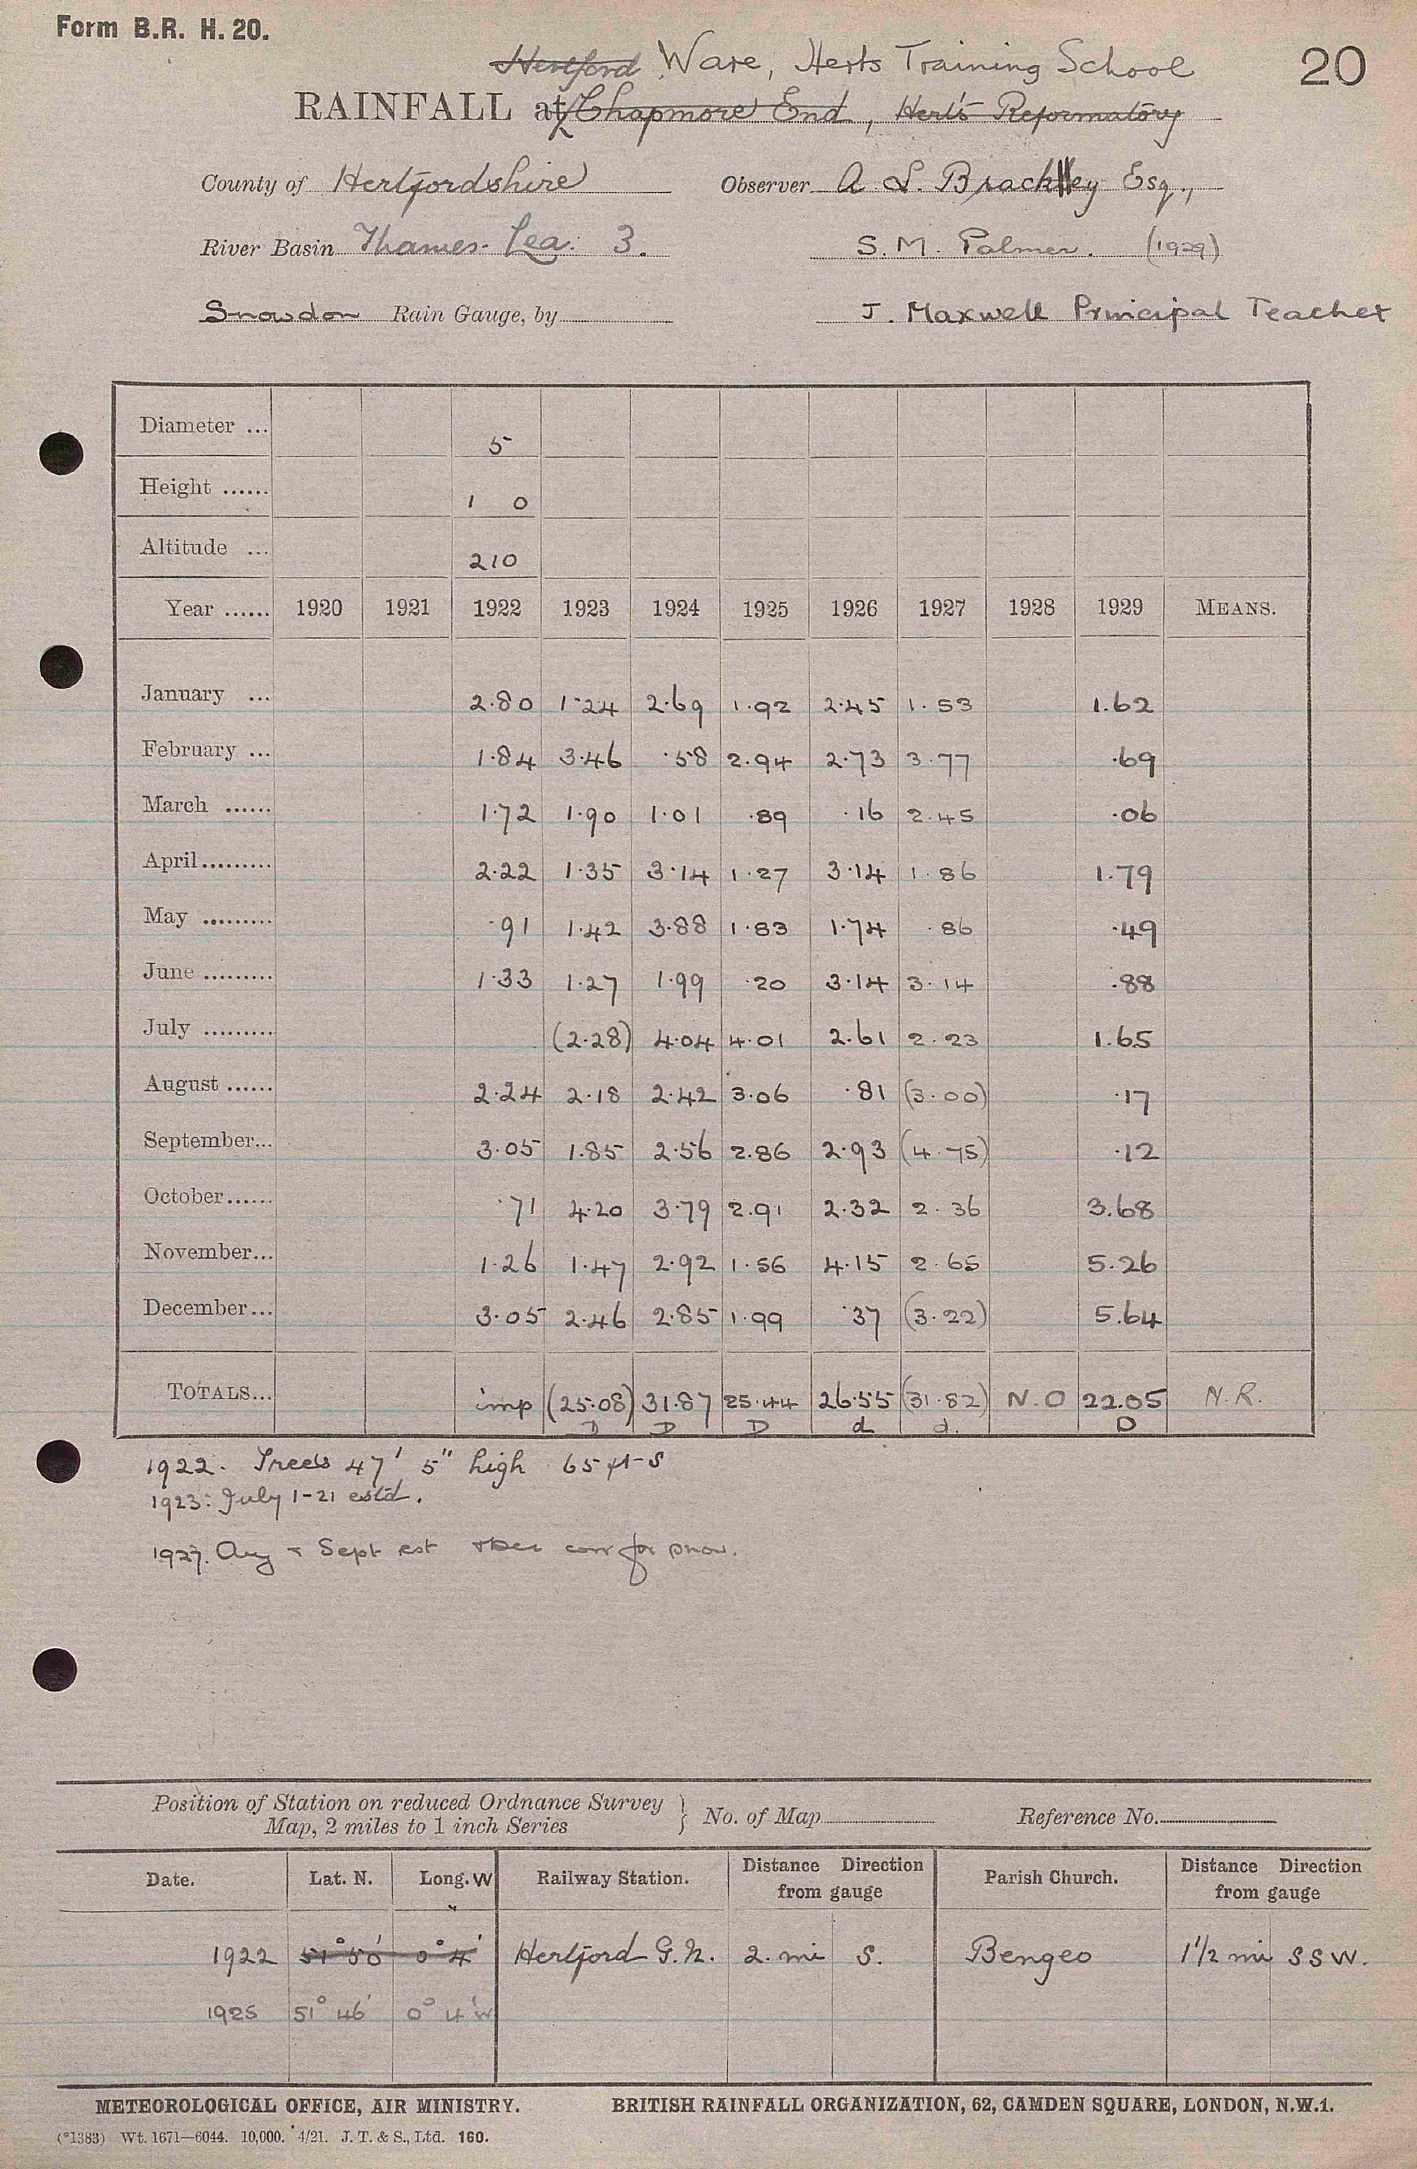 Form B.R. H. 20.
20
Hertford Ware, Herts Training School
RAINFALL at Chapmore End, Herts Reformatory
County of Hertfordshire Observer A. L. Brackley Esq.,
River Basin Thames. Lea: 3. S. M. Palmer. (1929)
Snowdon Rain Gauge, by J. Maxwell Principal Teacher
Diameter ... 5
Height ...... 1 0
Altitude ... 210
Year ...... 1920 1921 1922 1923 1924 1925 1926 1927 1928 1929 MEANS.
January ... 2.80 1.24 2.69 1.92 2.45 1.53 1.62
February ... 1.84 3.46 .58 2.94 2.73 3.77 .69
March ...... 1.72 1.90 1.01 .89 .16 2.45 .06
April ......... 2.22 1.35 3.14 1.27 3.14 1.86 1.79
May ......... .91 1.42 3.88 1.83 1.74 .86 .49
June ......... 1.33 1.27 1.99 .20 3.14 3.14 .88
July ......... (2.28) 4.04 4.01 2.61 2.23 1.65
August ...... 2.24 2.18 2.42 3.06 .81 (3.00) .17
September... 3.05 1.85 2.56 2.86 2.93 (4.75) .12
October...... .71 4.20 3.79 2.91 2.32 2.36 3.68
November... 1.26 1.47 2.92 1.56 4.15 2.65 5.26
December... 3.05 2.46 2.85 1.99 .37 (3.22) 5.64
TOTALS... imp (25.08) 31.87 25.44 26.55 (31.82) N.O 22.05 N.R.
D D D d d. D
1922. Trees 47' 5" high 65 ft S
1923: July 1-21 estd.
1927. Aug & Sept est & Dec corr for snow.
Position of Station on reduced Ordnance Survey
Map, 2 miles to 1 inch Series } No. of Map Reference No.
Date. Lat. N. Long. W Railway Station. Distance Direction from gauge Parish Church. Distance Direction from gauge
1922 51° 50' 0° 4' Hertford G.N. 2. mi S. Bengeo 1½ mi SSW.
1925 51° 46' 0° 4' W
METEOROLOGICAL OFFICE, AIR MINISTRY. BRITISH RAINFALL ORGANIZATION, 62, CAMDEN SQUARE, LONDON, N.W.1.
(*1383) Wt. 1671—6044. 10,000. 4/21. J. T. & S., Ltd. 160.